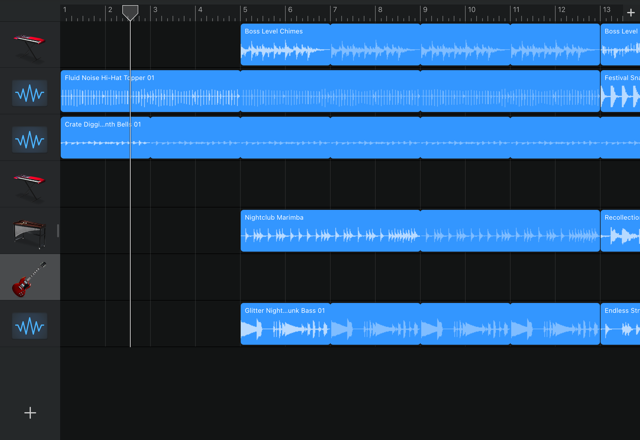 1 2 3 4 5 6 7 8 9 10 11 12 13
Boss Level Chimes
Boss Level
Fluid Noise Hi-Hat Topper 01
Festival Sna
Crate Diggi...nth Bells 01
Nightclub Marimba
Recollectio
Glitter Night...unk Bass 01
Endless Str